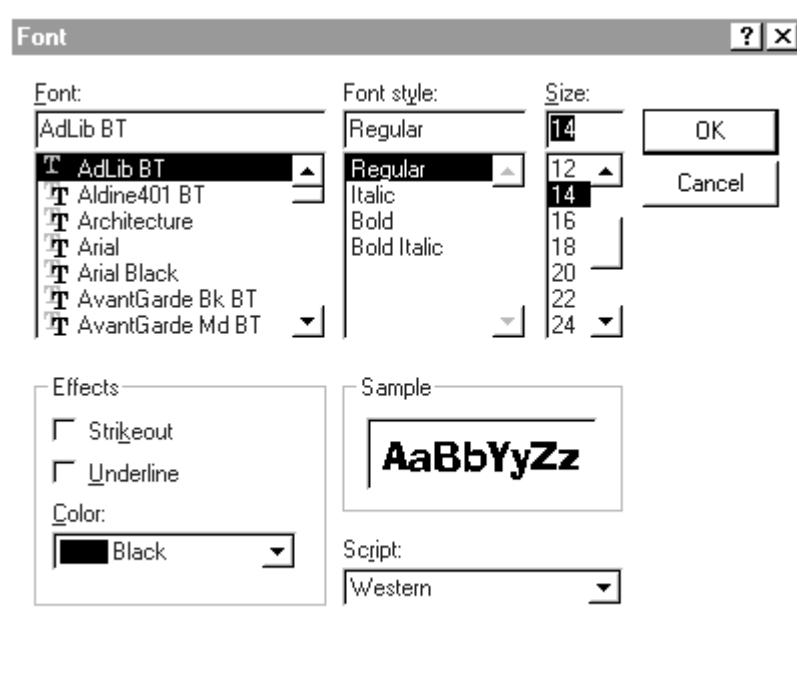 Font
? ×
Font:
AdLib BT
AdLib BT
Aldine401 BT
Architecture
Arial
Arial Black
AvantGarde Bk BT
AvantGarde Md BT
Font style:
Regular
Regular
Italic
Bold
Bold Italic
Size:
14
12
14
16
18
20
22
24
OK
Cancel
Effects
Strikeout
Underline
Color:
Black
Sample
AaBbYyZz
Script:
Western